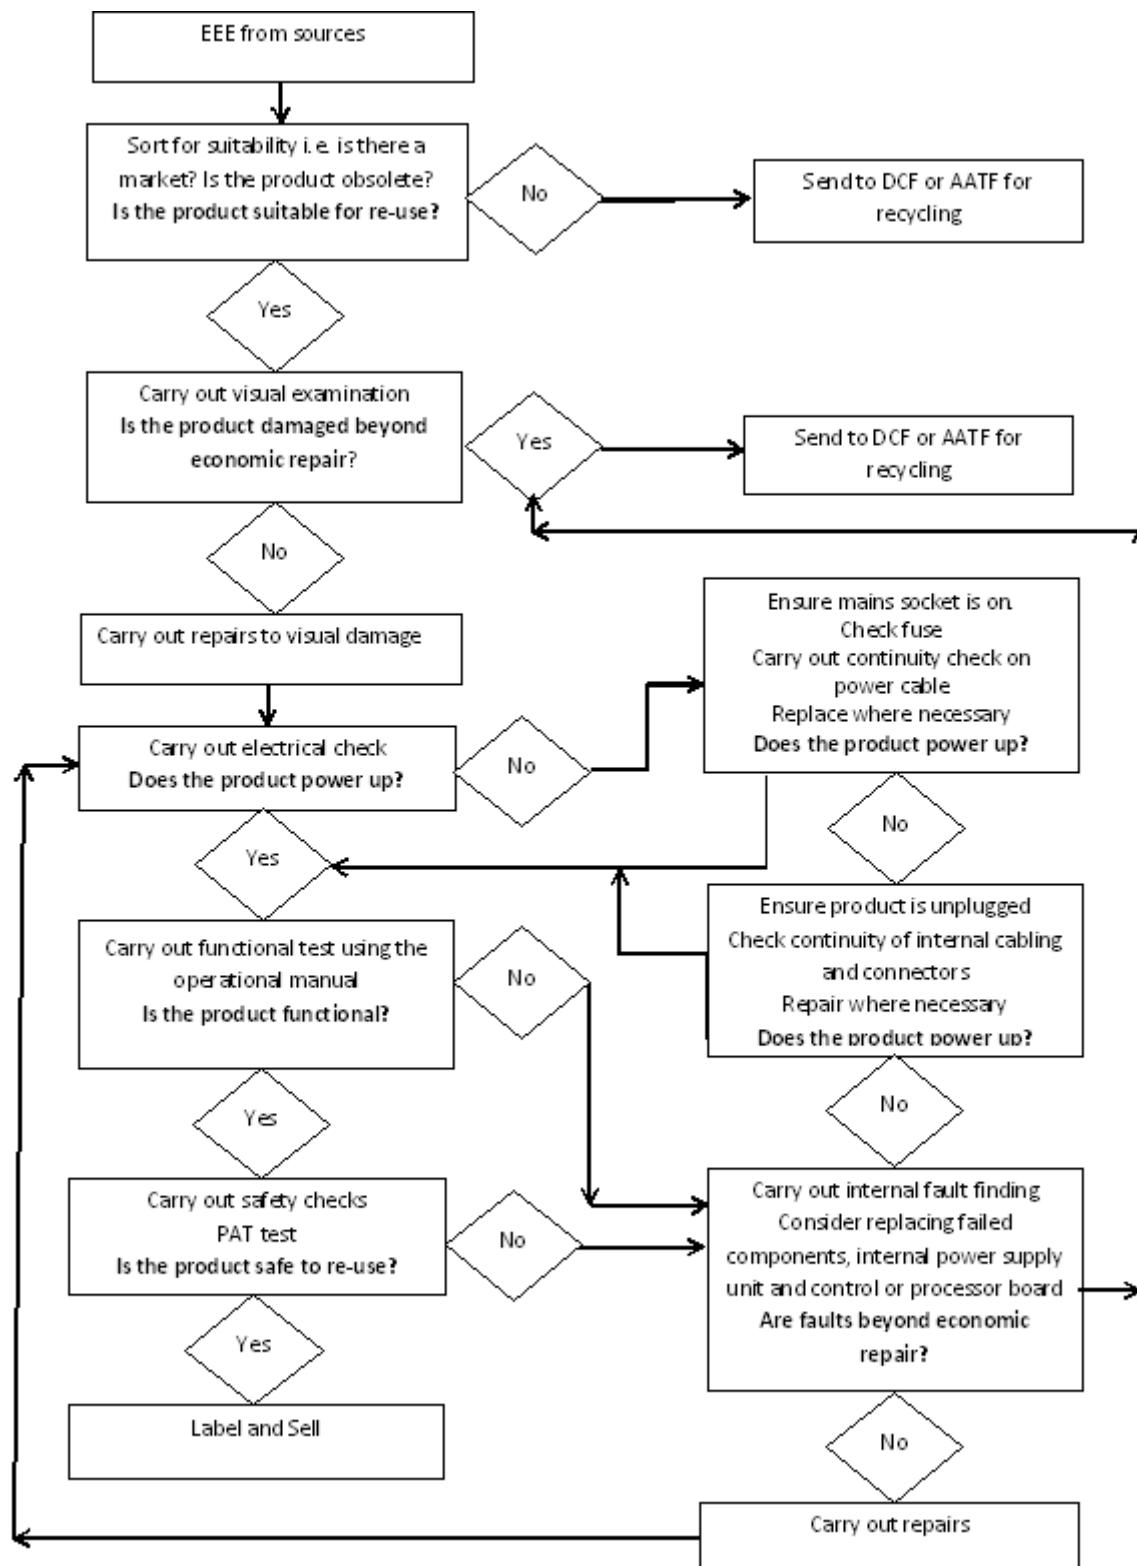 EEE from sources
Sort for suitability i.e. is there a
market? Is the product obsolete?
Is the product suitable for re-use?
No
Send to DCF or AATF for
recycling
Yes
Carry out visual examination
Is the product damaged beyond
economic repair?
Yes
Send to DCF or AATF for
recycling
No
Carry out repairs to visual damage
Ensure mains socket is on.
Check fuse
Carry out continuity check on
power cable
Replace where necessary
Does the product power up?
Carry out electrical check
Does the product power up?
No
Yes
No
Ensure product is unplugged
Check continuity of internal cabling
and connectors
Repair where necessary
Does the product power up?
Carry out functional test using the
operational manual
Is the product functional?
No
Yes
No
Carry out safety checks
PAT test
Is the product safe to re-use?
No
Carry out internal fault finding
Consider replacing failed
components, internal power supply
unit and control or processor board
Are faults beyond economic
repair?
Yes
Label and Sell
No
Carry out repairs